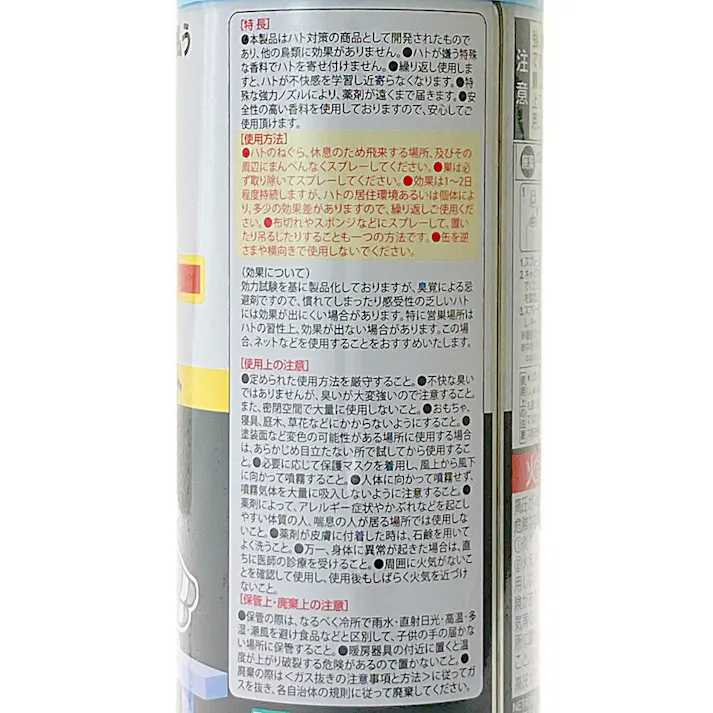 [特長]
●本製品はハト対策の商品として開発されたもので
あり、他の鳥類に効果がありません。●ハトが嫌う特殊
な香料でハトを寄せ付けません。●繰り返し使用しま
すと、ハトが不快感を学習し近寄らなくなります。●特
殊な強力ノズルにより、薬剤が遠くまで届きます。●安
全性の高い香料を使用しておりますので、安心してご
使用頂けます。
[使用方法]
●ハトのねぐら、休息のため飛来する場所、及びその
周辺にまんべんなくスプレーしてください。●巣は必
ず取り除いてスプレーしてください。●効果は1～2日
程度持続しますが、ハトの居住環境あるいは個体によ
り、多少の効果差がありますので、繰り返しご使用くださ
い。●布切れやスポンジなどにスプレーして、置い
たり吊るしたりすることも一つの方法です。●缶を逆
さまや横向きで使用しないでください。
(効果について)
効力試験を基に製品化しておりますが、臭覚による忌
避剤ですので、慣れてしまったり感受性の乏しいハト
には効果が出にくい場合があります。特に営巣場所は
ハトの習性上、効果が出ない場合があります。この場
合、ネットなどを使用することをおすすめいたします。
[使用上の注意]
●定められた使用方法を厳守すること。●不快な臭い
ではありませんが、臭いが大変強いので注意すること。
また、密閉空間で大量に使用しないこと。●おもちゃ、
寝具、庭木、草花などにかからないようにすること。●
塗装面など変色の可能性がある場所に使用する場合
は、あらかじめ目立たない所で試してから使用するこ
と。●必要に応じて保護マスクを着用し、風上から風下
に向かって噴霧すること。●人体に向かって噴霧せず、
噴霧気体を大量に吸入しないように注意すること。●
薬剤によって、アレルギー症状やかぶれなどを起こし
やすい体質の人、喘息の人が居る場所では使用しな
いこと。●薬剤が皮膚に付着した時は、石鹸を用いて
よく洗うこと。●万一、身体に異常が起きた場合は、直
ちに医師の診療を受けること。●周囲に火気がないこ
とを確認して使用し、使用後もしばらく火気を近づけ
ないこと。
[保管上・廃棄上の注意]
●保管の際は、なるべく冷所で雨水・直射日光・高温・多
湿・潮風を避け食品などと区別して、子供の手の届かな
い場所に保管すること。●暖房器具の付近に置くと温
度が上がり破裂する危険があるので置かないこと。●
廃棄の際は<ガス抜きの注意事項と方法>に従ってガ
スを抜き、各自治体の規則に従って廃棄してください。
注意